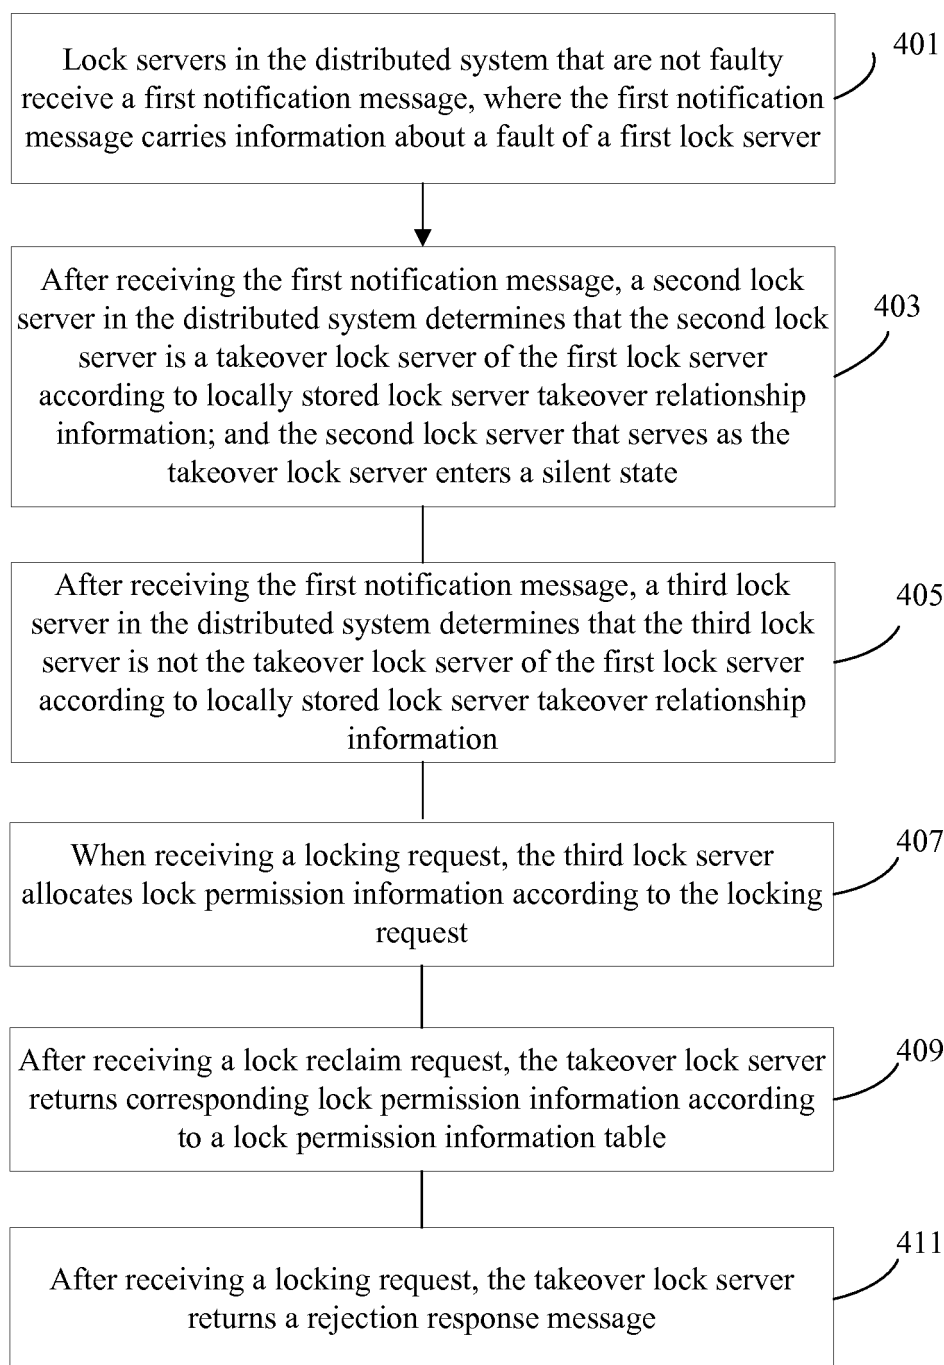 Lock servers in the distributed system that are not faulty
receive a first notification message, where the first notification
message carries information about a fault of a first lock server
401
After receiving the first notification message, a second lock
server in the distributed system determines that the second lock
server is a takeover lock server of the first lock server
according to locally stored lock server takeover relationship
information; and the second lock server that serves as the
takeover lock server enters a silent state
403
After receiving the first notification message, a third lock
server in the distributed system determines that the third lock
server is not the takeover lock server of the first lock server
according to locally stored lock server takeover relationship
information
405
When receiving a locking request, the third lock server
allocates lock permission information according to the locking
request
407
After receiving a lock reclaim request, the takeover lock server
returns corresponding lock permission information according
to a lock permission information table
409
After receiving a locking request, the takeover lock server
returns a rejection response message
411